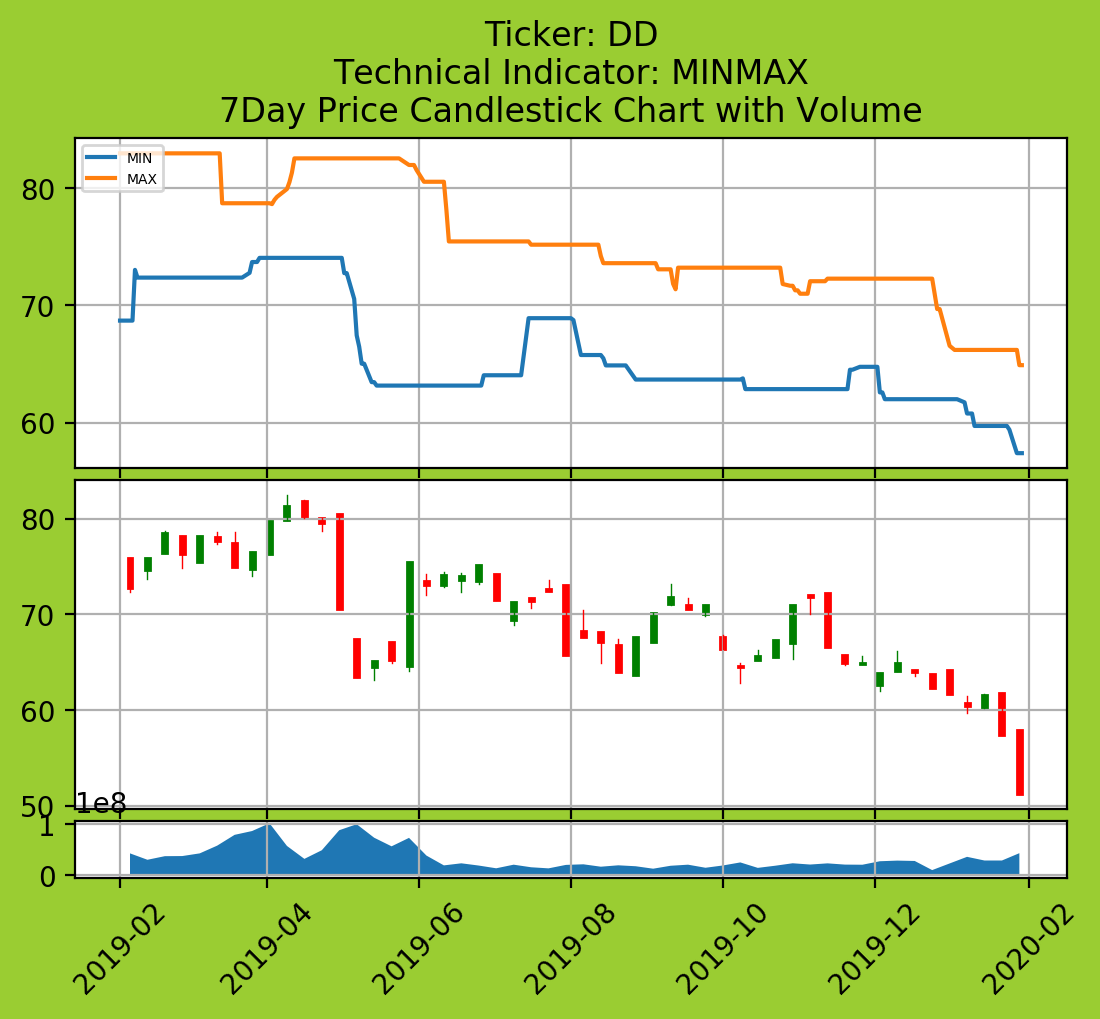 Ticker: DD
Technical Indicator: MINMAX
7Day Price Candlestick Chart with Volume
MIN
MAX
80
70
60
80
70
60
50
1e8
1
0
2019-02
2019-04
2019-06
2019-08
2019-10
2019-12
2020-02